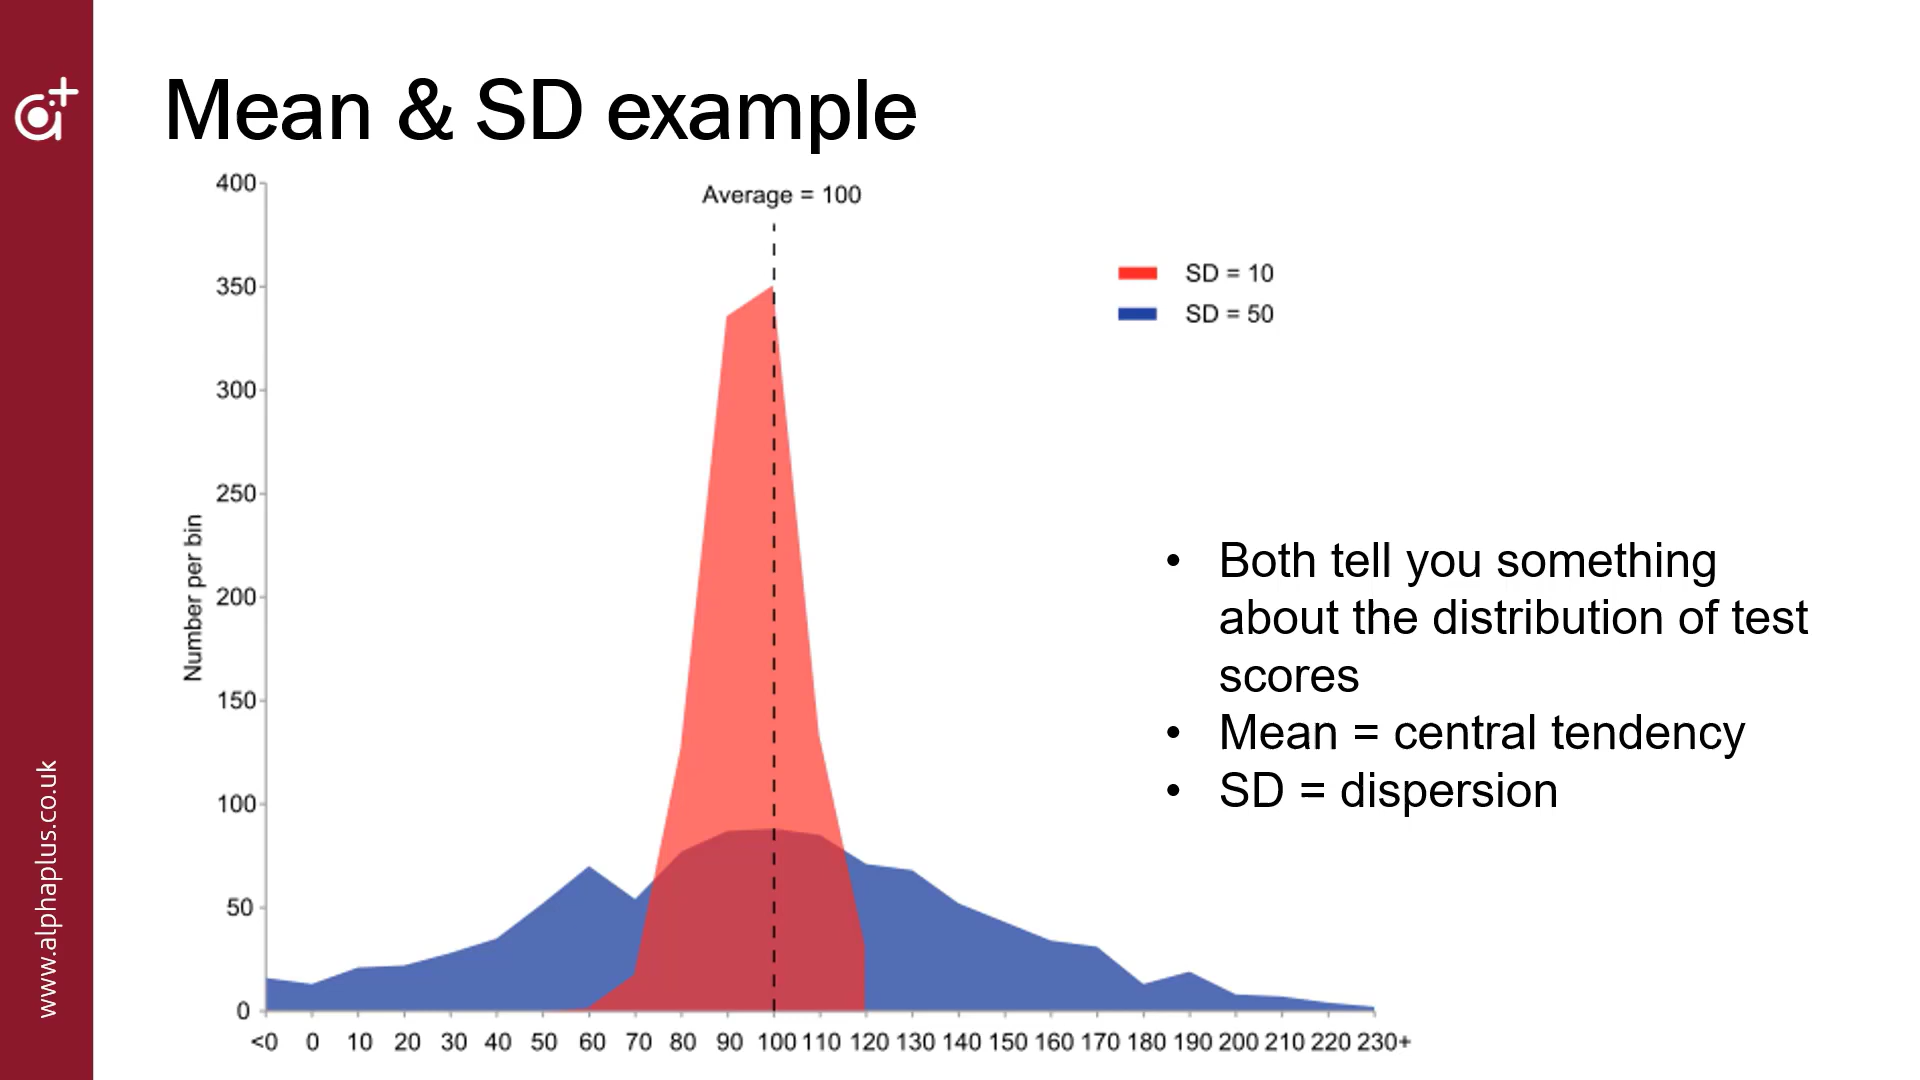 Mean & SD example
400
Average = 100
350
SD = 10
SD = 50
300
250
Number per bin
200
150
100
50
0
<0 0 10 20 30 40 50 60 70 80 90 100 110 120 130 140 150 160 170 180 190 200 210 220 230+
• Both tell you something
about the distribution of test
scores
• Mean = central tendency
• SD = dispersion
www.alphaplus.co.uk